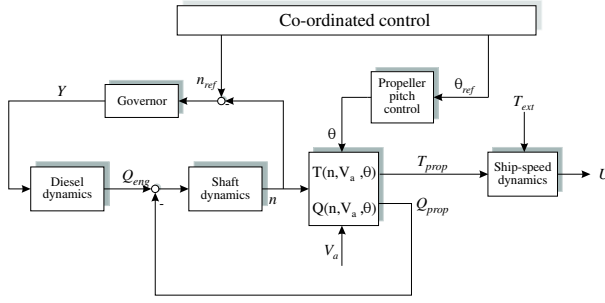 Co-ordinated control
n_ref
θ_ref
Y
Governor
-
Propeller
pitch
control
T_ext
θ
Diesel
dynamics
Q_eng
-
Shaft
dynamics
n
T(n,V_a ,θ)
Q(n,V_a ,θ)
T_prop
Q_prop
Ship-speed
dynamics
U
V_a